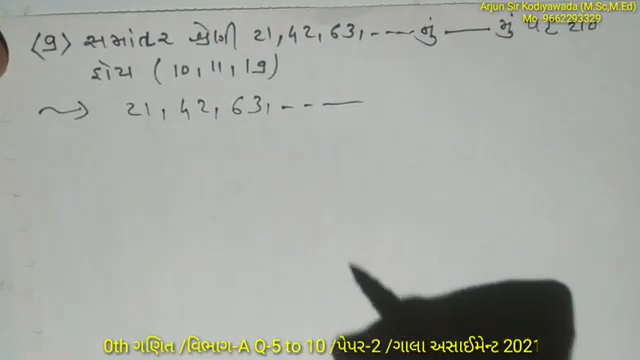 Arjun Sir Kodiyawada (M.Sc,M.Ed)
Mo: 9662293329
(9) સમાંતર શ્રેણી 21, 42, 63, --- નું — મું પદ 210
હોય (10, 11, 19)
21, 42, 63, --- —
0th ગણિત /વિભાગ-A Q-5 to 10 /પેપર-2 /ગાલા અસાઈમેન્ટ 2021